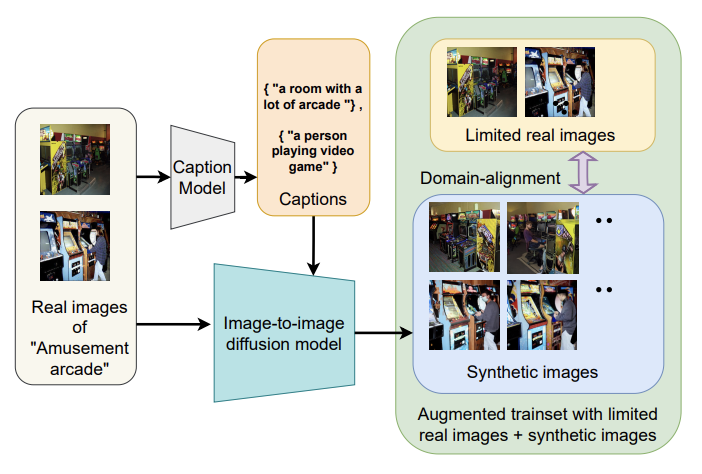 Real images
of
"Amusement
arcade"
Caption
Model
{ "a room with a
lot of arcade "} ,
{ "a person
playing video
game" }
Captions
Image-to-image
diffusion model
Limited real images
Domain-alignment
Synthetic images
Augmented trainset with limited
real images + synthetic images